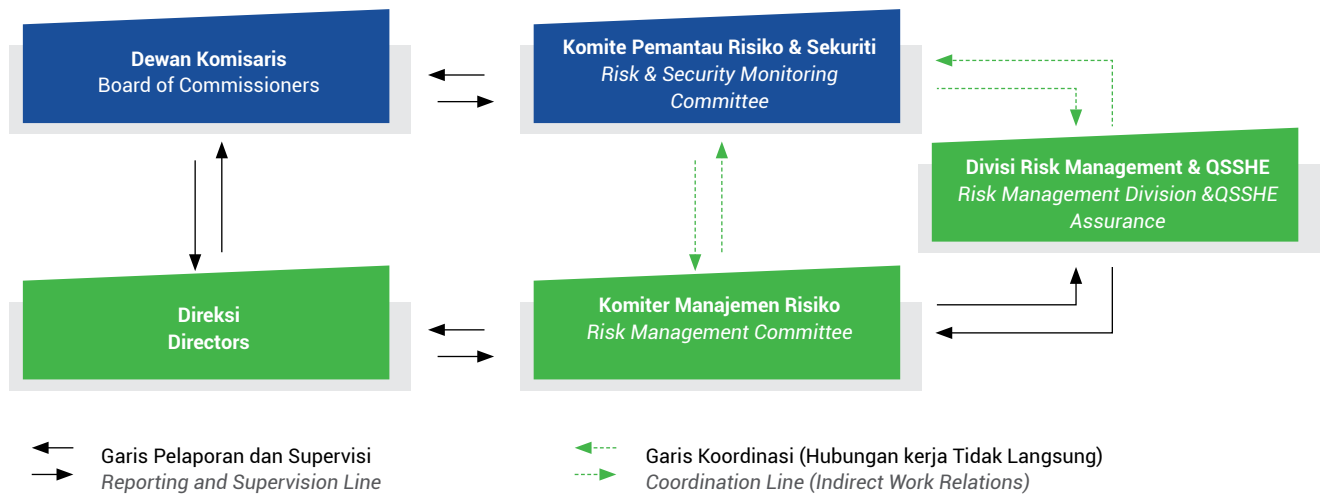 Dewan Komisaris
Board of Commissioners
Komite Pemantau Risiko & Sekuriti
Risk & Security Monitoring
Committee
Divisi Risk Management & QSSHE
Risk Management Division &QSSHE
Assurance
Direksi
Directors
Komiter Manajemen Risiko
Risk Management Committee
Garis Pelaporan dan Supervisi
Reporting and Supervision Line
Garis Koordinasi (Hubungan kerja Tidak Langsung)
Coordination Line (Indirect Work Relations)